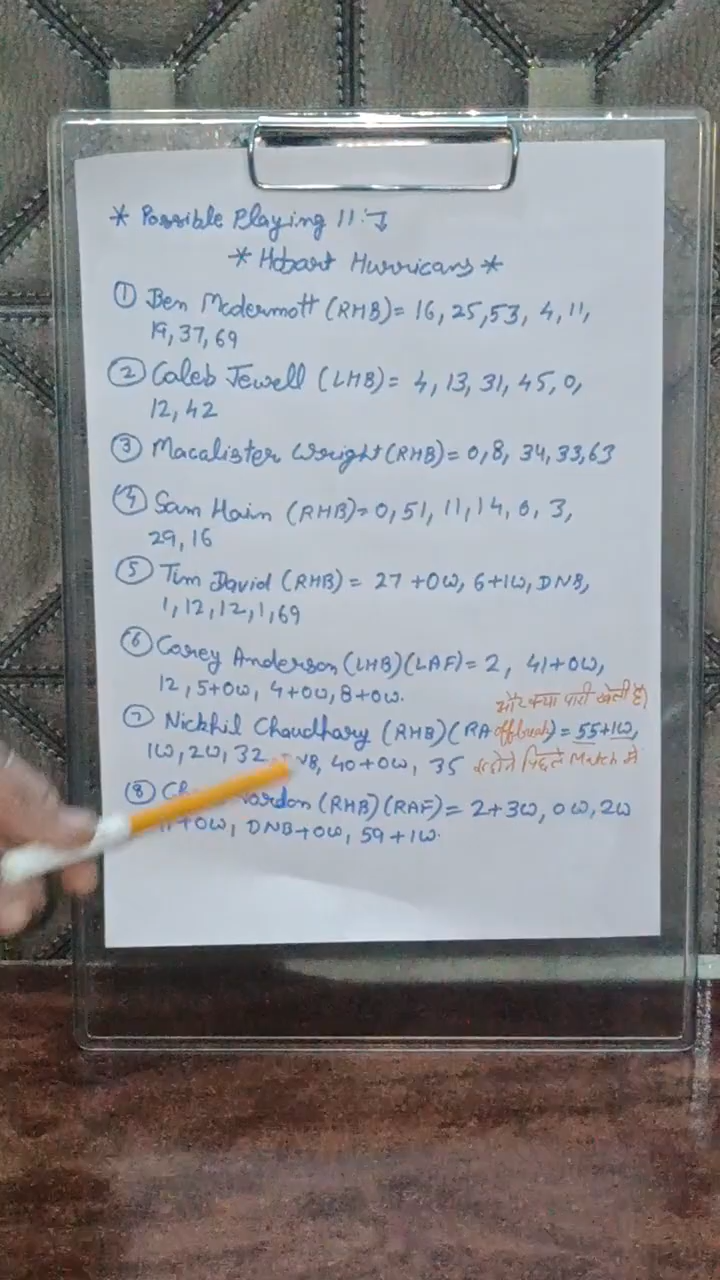 * Possible Playing 11:
* Hobart Hurricans *
① Ben Mcdermott (RHB) = 16, 25, 53, 4, 11,
19, 37, 69
② Caleb Jewell (LHB) = 4, 13, 31, 45, 0,
12, 42
③ Macalister Wright (RHB) = 0, 8, 34, 33, 63
④ Sam Hain (RHB) = 0, 51, 11, 14, 0, 3,
29, 16
⑤ Tim David (RHB) = 27 +0W, 6+1W, DNB,
1, 12, 12, 1, 69
⑥ Corey Anderson (LHB) (LAF) = 2, 41+0W,
12, 5+0W, 4+0W, 8+0W.
और क्या पारी खेली है)
⑦ Nickhil Chaudhary (RHB) (RA offbreak) = 55+1W,
1W, 2W, 32, 40+0W, 35 इन्होने पिछले Match मे
⑧ (RHB) (RAF) = 2+3W, 0W, 2W
+0W, DNB+0W, 59+1W.